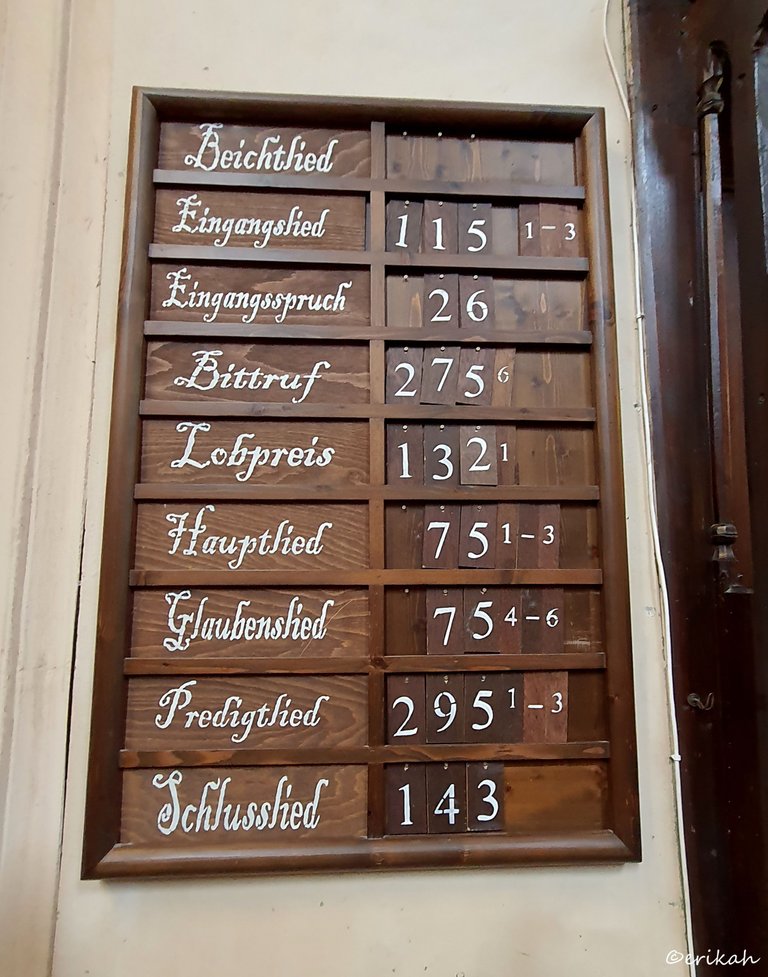 Beichtlied
Eingangslied 115 1-3
Eingangsspruch 26
Bittruf 275 6
Lobpreis 132 1
Hauptlied 75 1-3
Glaubenslied 75 4-6
Predigtlied 295 1-3
Schlusslied 143
©erikah